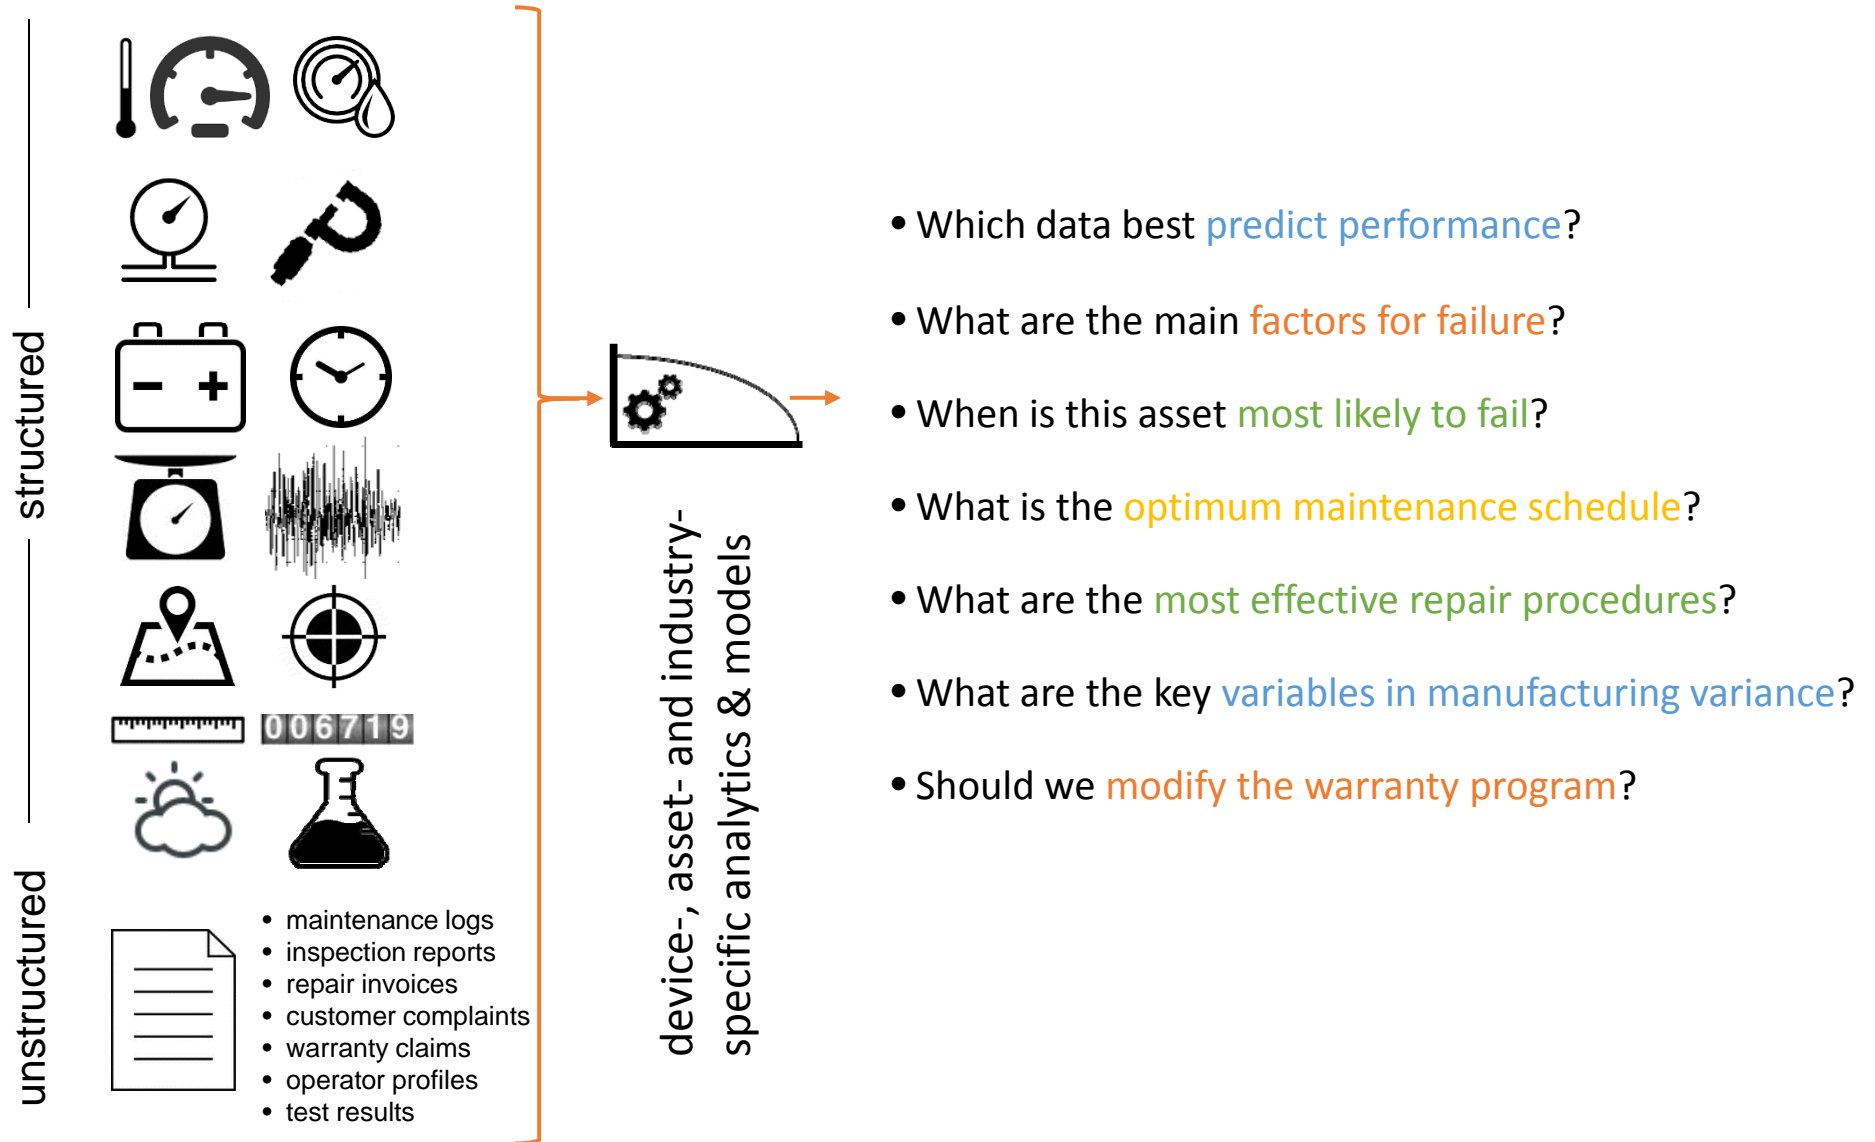 structured
006719
unstructured
• maintenance logs
• inspection reports
• repair invoices
• customer complaints
• warranty claims
• operator profiles
• test results
device-, asset- and industry-
specific analytics & models
• Which data best predict performance?
• What are the main factors for failure?
• When is this asset most likely to fail?
• What is the optimum maintenance schedule?
• What are the most effective repair procedures?
• What are the key variables in manufacturing variance?
• Should we modify the warranty program?